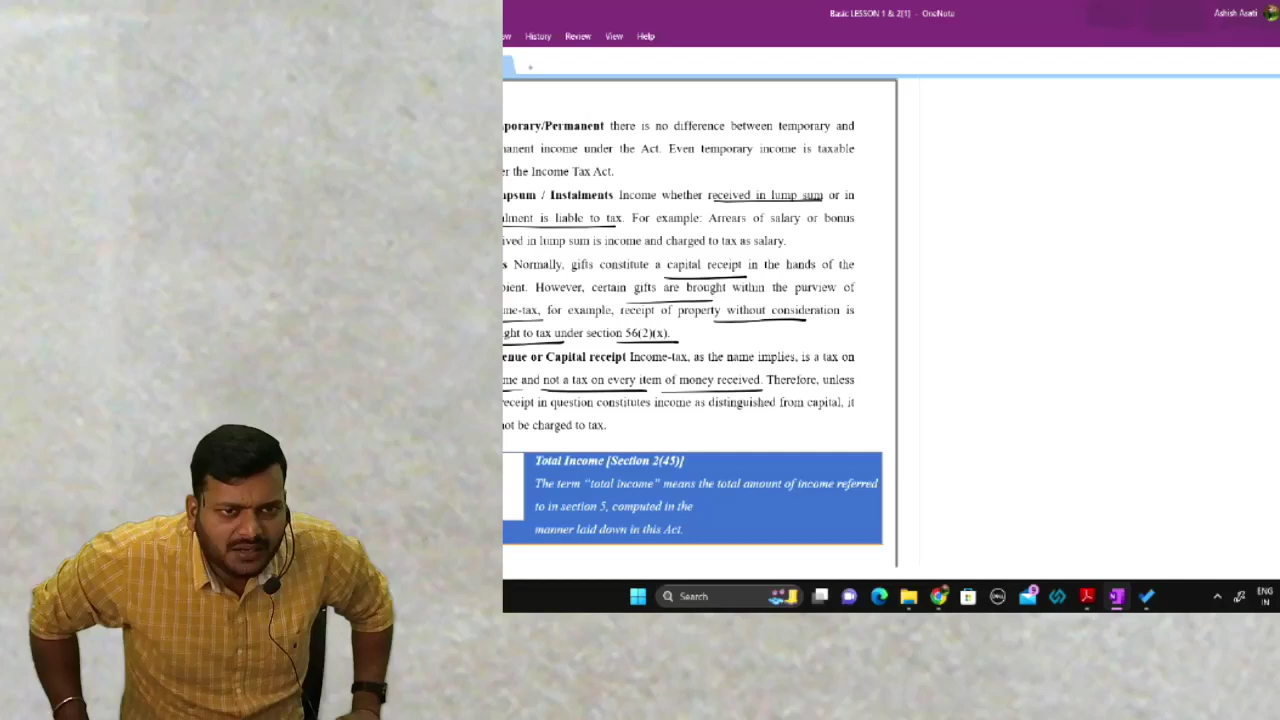 Basic LESSON 1 & 2[1] - OneNote
Ashish Asati
History Review View Help
porary/Permanent there is no difference between temporary and
anent income under the Act. Even temporary income is taxable
er the Income Tax Act.
psum / Instalments Income whether received in lump sum or in
lment is liable to tax. For example: Arrears of salary or bonus
ived in lump sum is income and charged to tax as salary.
s Normally, gifts constitute a capital receipt in the hands of the
pient. However, certain gifts are brought within the purview of
me-tax, for example, receipt of property without consideration is
ght to tax under section 56(2)(x).
enue or Capital receipt Income-tax, as the name implies, is a tax on
me and not a tax on every item of money received. Therefore, unless
receipt in question constitutes income as distinguished from capital, it
not be charged to tax.
Total Income [Section 2(45)]
The term "total income" means the total amount of income referred
to in section 5, computed in the
manner laid down in this Act.
Search
ENG
IN